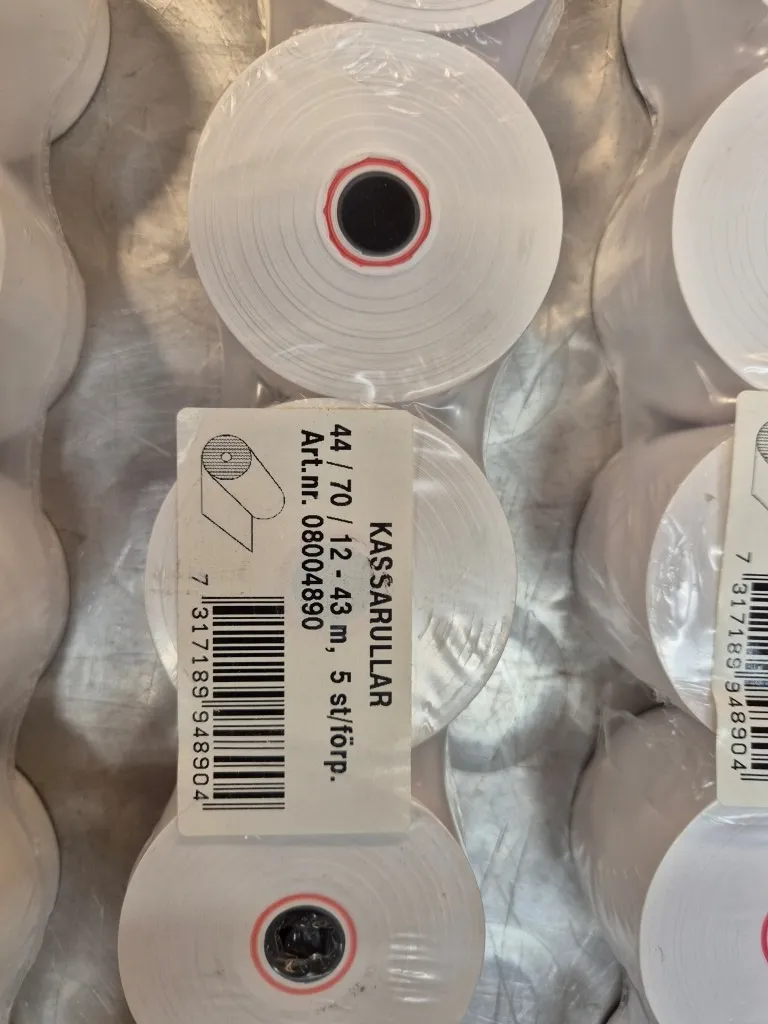 KASSARULLAR
44 / 70 / 12 - 43 m, 5 st/förp.
Art.nr. 08004890
7 317189 948904
7 317189 948904